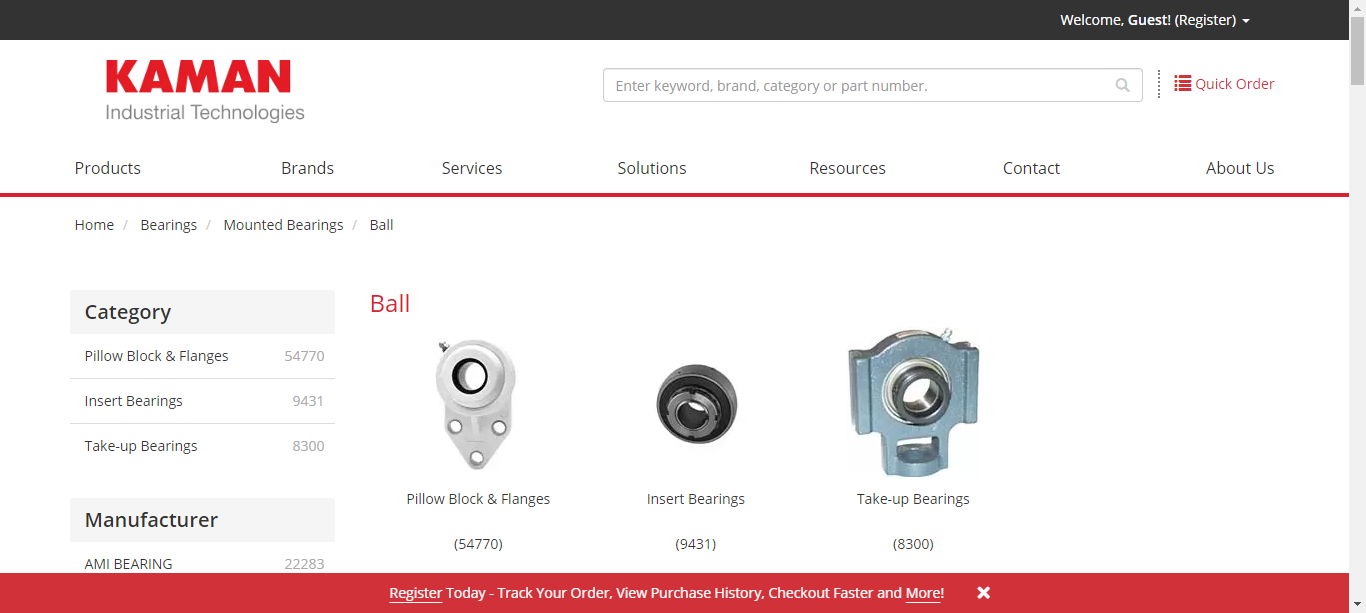 Welcome, Guest! (Register)
KAMAN
Industrial Technologies
Enter keyword, brand, category or part number.
Quick Order
Products Brands Services Solutions Resources Contact About Us
Home / Bearings / Mounted Bearings / Ball
Category
Pillow Block & Flanges 54770
Insert Bearings 9431
Take-up Bearings 8300
Manufacturer
AMI BEARING 22283
Ball
Pillow Block & Flanges
(54770)
Insert Bearings
(9431)
Take-up Bearings
(8300)
Register Today - Track Your Order, View Purchase History, Checkout Faster and More!